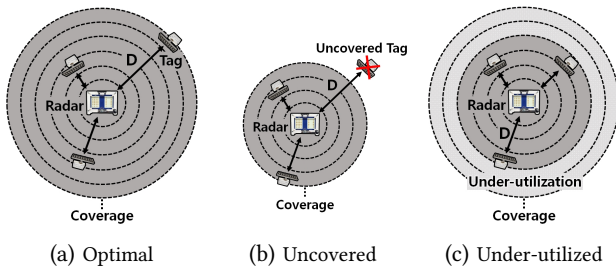 D
Tag
Radar
Coverage
(a) Optimal
Uncovered Tag
D
Radar
Coverage
(b) Uncovered
Radar
D
Under-utilization
Coverage
(c) Under-utilized